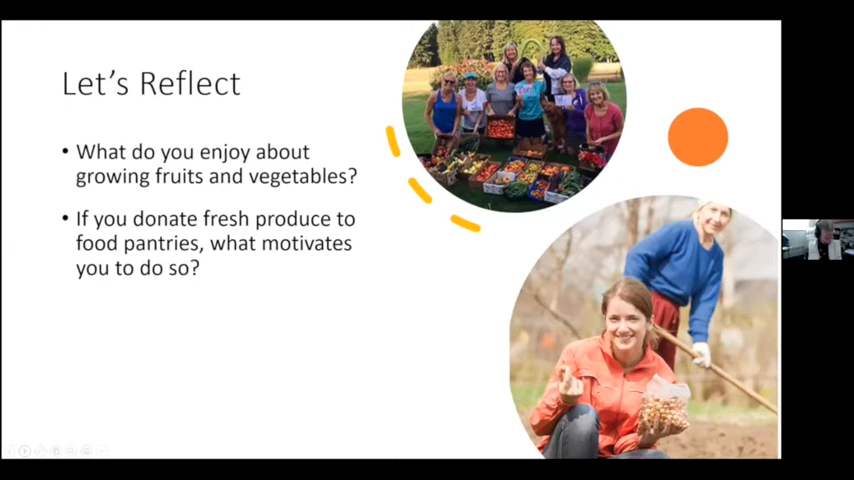 Let's Reflect
• What do you enjoy about
growing fruits and vegetables?
• If you donate fresh produce to
food pantries, what motivates
you to do so?